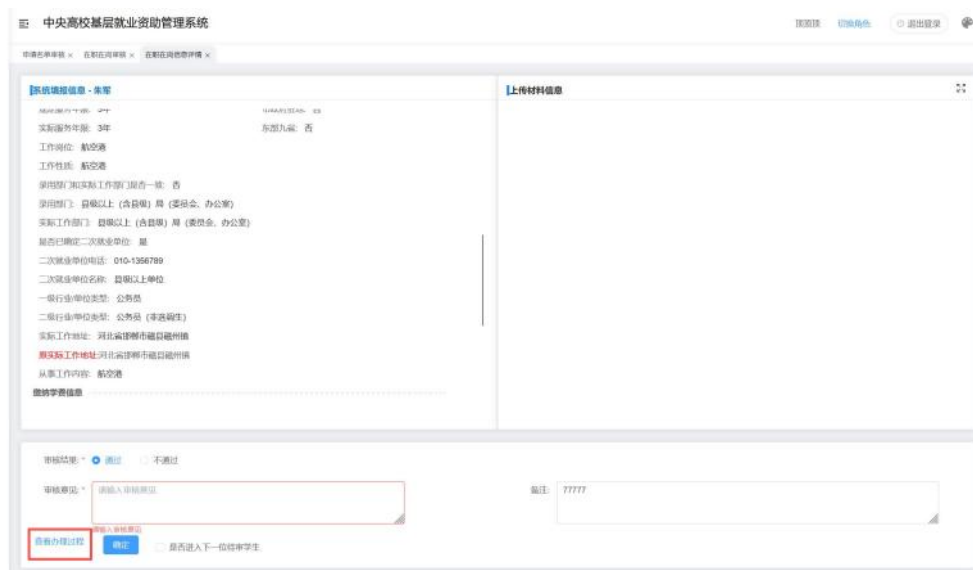 中央高校基层就业资助管理系统
顶顶顶 切换角色 退出登录
申请名单审核 × 在职在岗审核 × 在职在岗信息详情 ×
系统填报信息 - 朱军
上传材料信息
实际服务年限: 3年 东部九省: 否
工作岗位: 航空港
工作性质: 航空港
录用部门和实际工作部门是否一致: 否
录用部门: 县级以上 (含县级) 局 (委员会、办公室)
实际工作部门: 县级以上 (含县级) 局 (委员会、办公室)
是否已确定二次就业单位: 是
二次就业单位电话: 010-1356789
二次就业单位名称: 县级以上单位
一级行业/单位类型: 公务员
二级行业/单位类型: 公务员 (非选调生)
实际工作地址: 河北省邯郸市磁县磁州镇
原实际工作地址:河北省邯郸市磁县磁州镇
从事工作内容: 航空港
缴纳学费信息
审核结果: * 通过 不通过
审核意见: * 请输入审核意见
备注: 77777
请输入审核意见
查看办理过程 确定 是否进入下一位待审学生